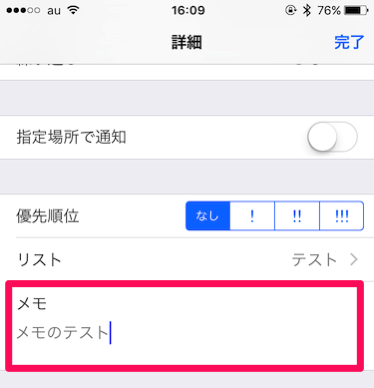 au 16:09 76%
詳細 完了
指定場所で通知
優先順位 なし ! !! !!!
リスト テスト
メモ
メモのテスト